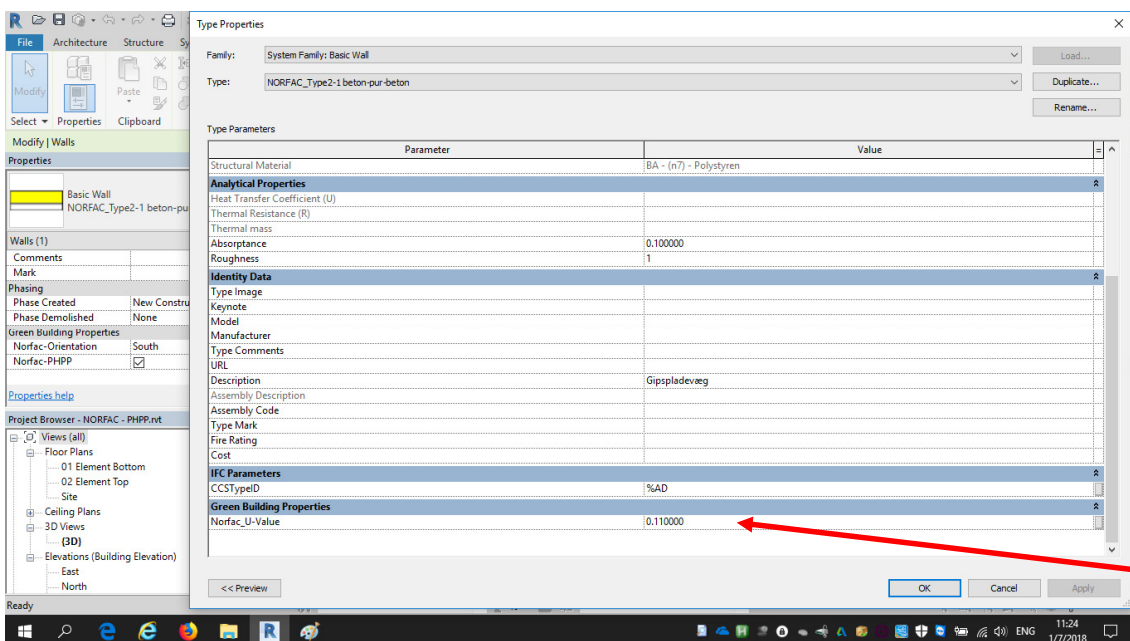 Type Properties
File Architecture Structure Sy
Family: System Family: Basic Wall Load...
Type: NORFAC_Type2-1 beton-pur-beton Duplicate...
Rename...
Modify Paste
Select Properties Clipboard
Type Parameters
Modify | Walls
Parameter Value =
Properties
Structural Material BA - (n7) - Polystyren
Analytical Properties
Heat Transfer Coefficient (U)
Thermal Resistance (R)
Thermal mass
Absorptance 0.100000
Roughness 1
Identity Data
Type Image
Keynote
Model
Manufacturer
Type Comments
URL
Description Gipspladevæg
Assembly Description
Assembly Code
Type Mark
Fire Rating
Cost
IFC Parameters
CCSTypeID %AD
Green Building Properties
Norfac_U-Value 0.110000
Basic Wall
NORFAC_Type2-1 beton-pu
Walls (1)
Comments
Mark
Phasing
Phase Created New Constru
Phase Demolished None
Green Building Properties
Norfac-Orientation South
Norfac-PHPP
Properties help
Project Browser - NORFAC - PHPP.rvt
Views (all)
Floor Plans
01 Element Bottom
02 Element Top
Site
Ceiling Plans
3D Views
{3D}
Elevations (Building Elevation)
East
North
<< Preview OK Cancel Apply
Ready
ENG 11:24
1/7/2018